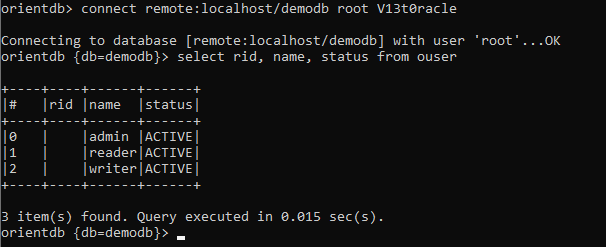 orientdb> connect remote:localhost/demodb root V13t0racle
Connecting to database [remote:localhost/demodb] with user 'root'...OK
orientdb {db=demodb}> select rid, name, status from ouser
+----+----+------+------+
|#   |rid |name  |status|
+----+----+------+------+
|0   |    |admin |ACTIVE|
|1   |    |reader|ACTIVE|
|2   |    |writer|ACTIVE|
+----+----+------+------+
3 item(s) found. Query executed in 0.015 sec(s).
orientdb {db=demodb}> _